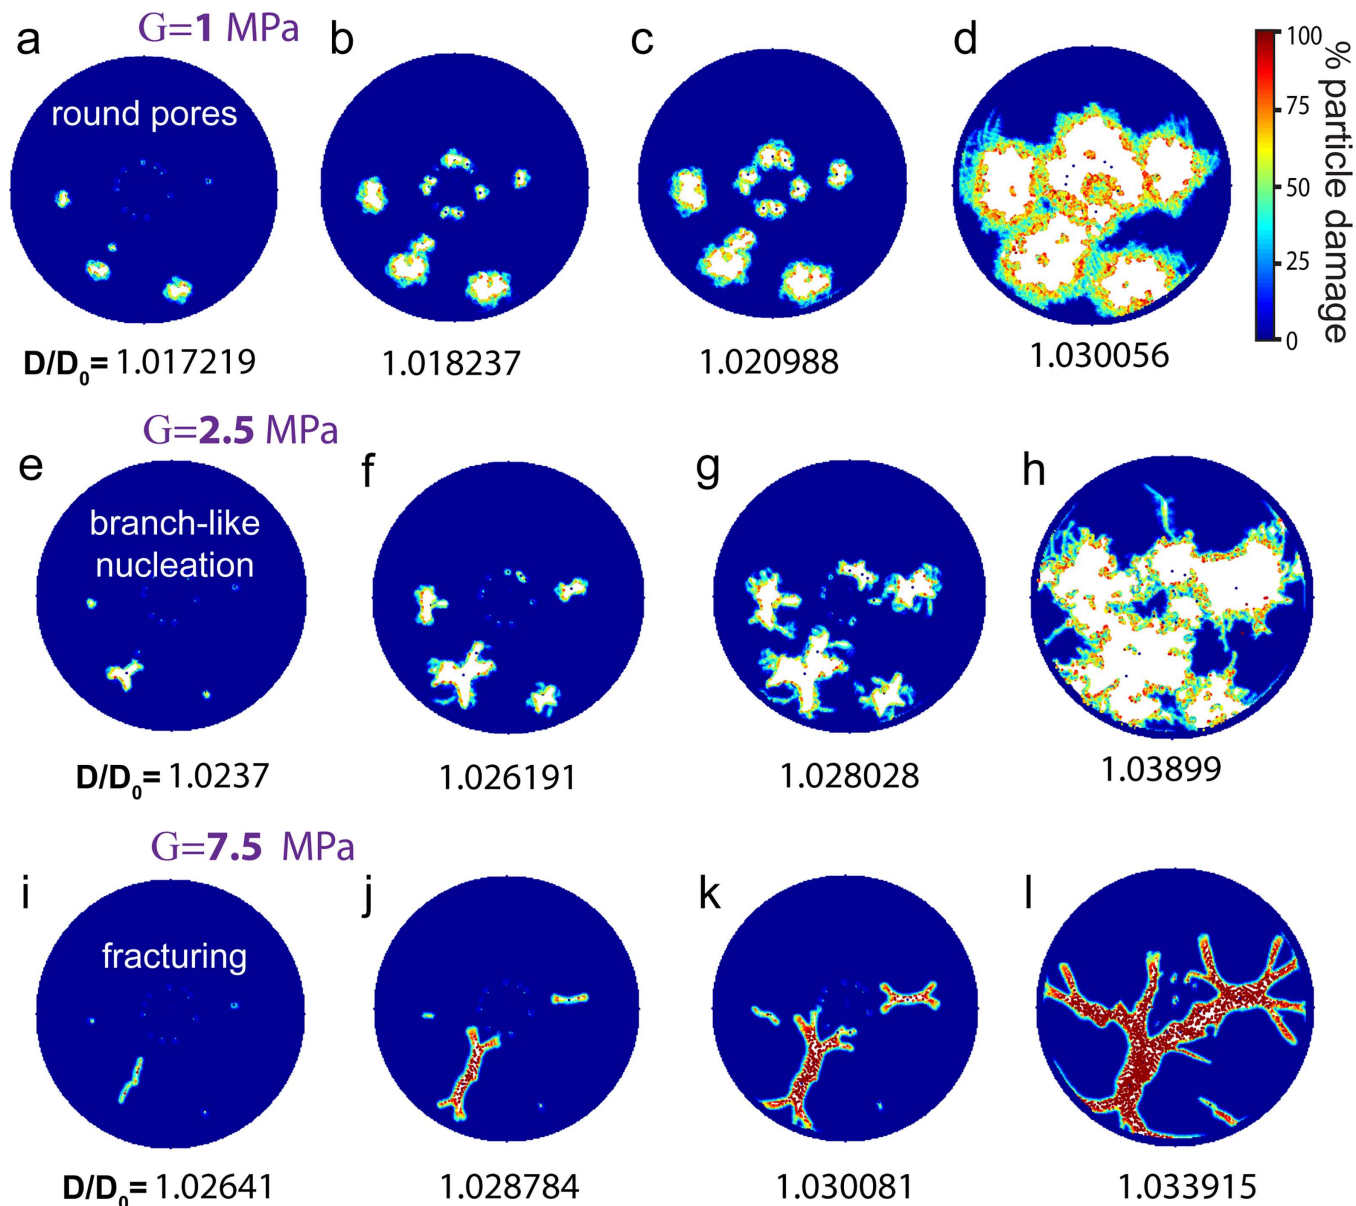 G=1 MPa
a
b
c
d
round pores
100
75
50
25
0
% particle damage
D/D₀= 1.017219
1.018237
1.020988
1.030056
G=2.5 MPa
e
f
g
h
branch-like
nucleation
D/D₀= 1.0237
1.026191
1.028028
1.03899
G=7.5 MPa
i
j
k
l
fracturing
D/D₀= 1.02641
1.028784
1.030081
1.033915